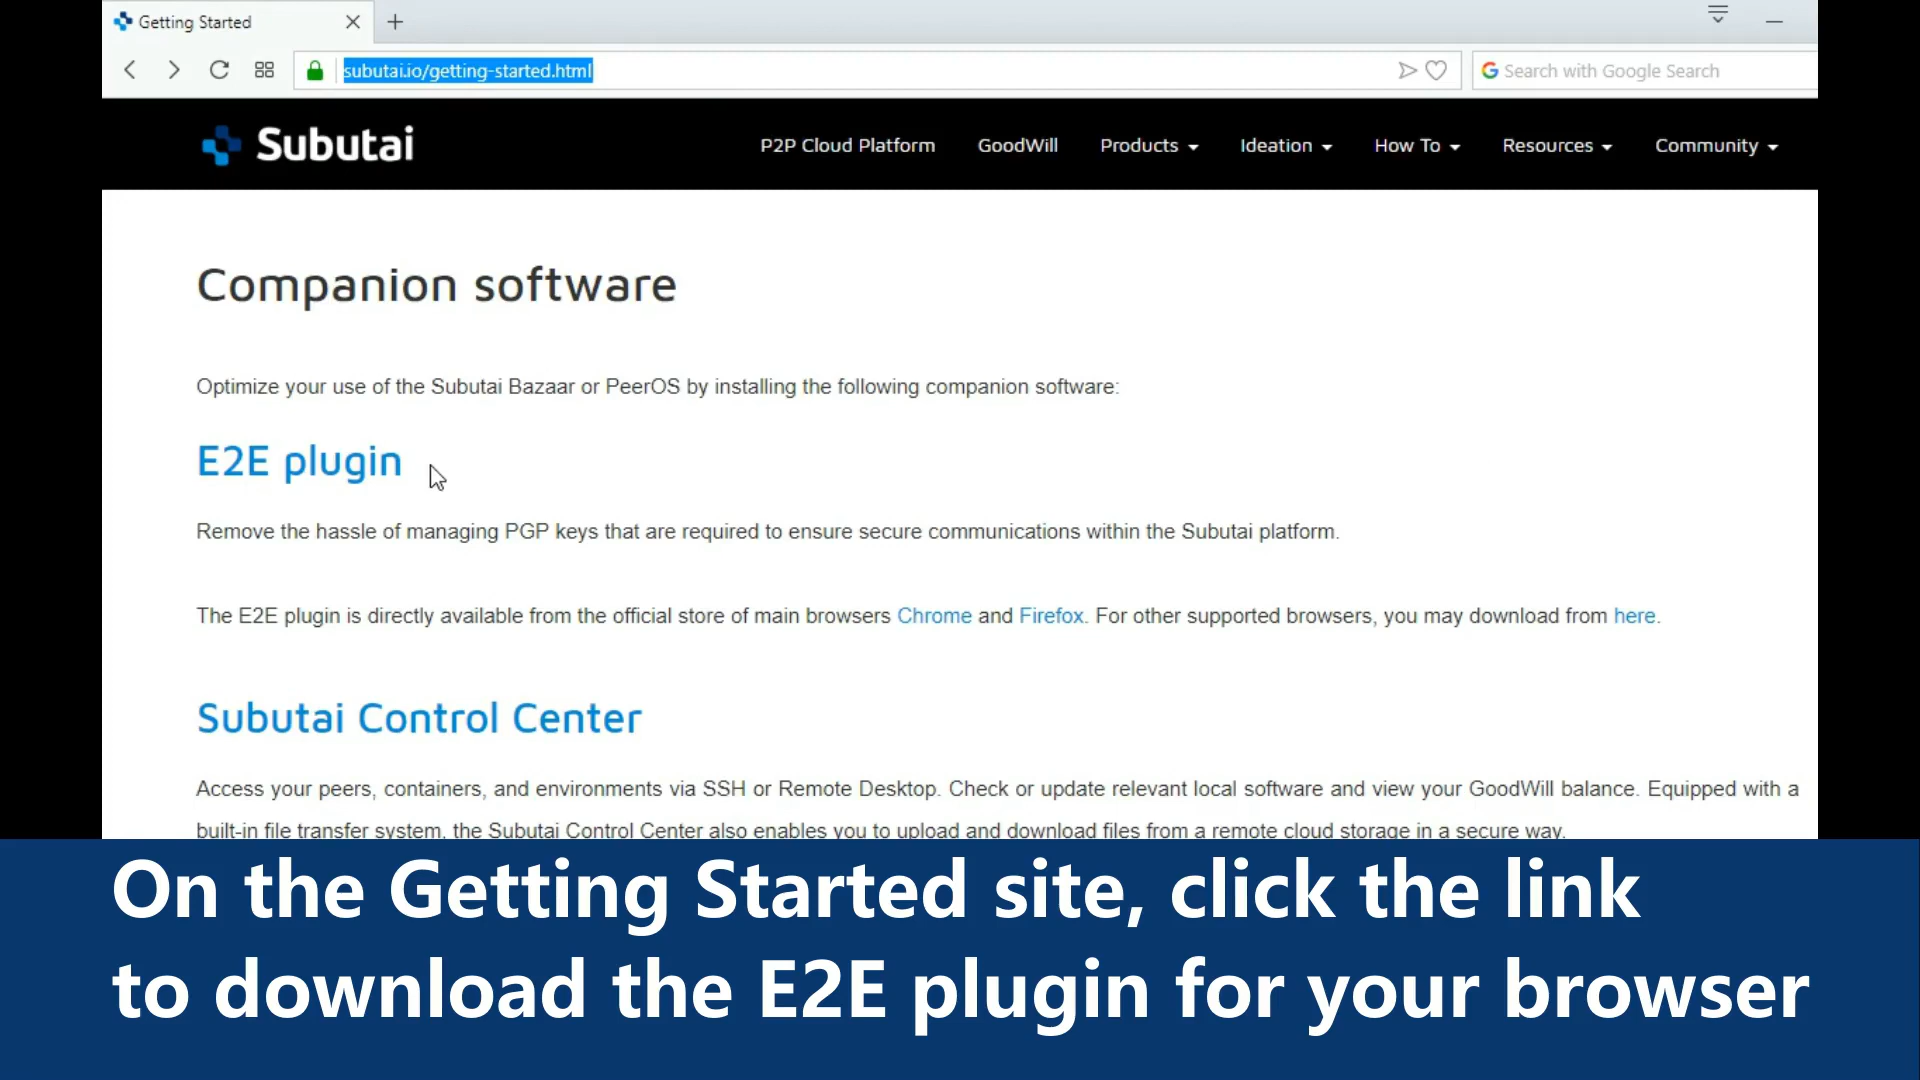 Getting Started
subutai.io/getting-started.html
Search with Google Search
Subutai
P2P Cloud Platform GoodWill Products Ideation How To Resources Community
Companion software
Optimize your use of the Subutai Bazaar or PeerOS by installing the following companion software:
E2E plugin
Remove the hassle of managing PGP keys that are required to ensure secure communications within the Subutai platform.
The E2E plugin is directly available from the official store of main browsers Chrome and Firefox. For other supported browsers, you may download from here.
Subutai Control Center
Access your peers, containers, and environments via SSH or Remote Desktop. Check or update relevant local software and view your GoodWill balance. Equipped with a
built-in file transfer system, the Subutai Control Center also enables you to upload and download files from a remote cloud storage in a secure way.
On the Getting Started site, click the link
to download the E2E plugin for your browser